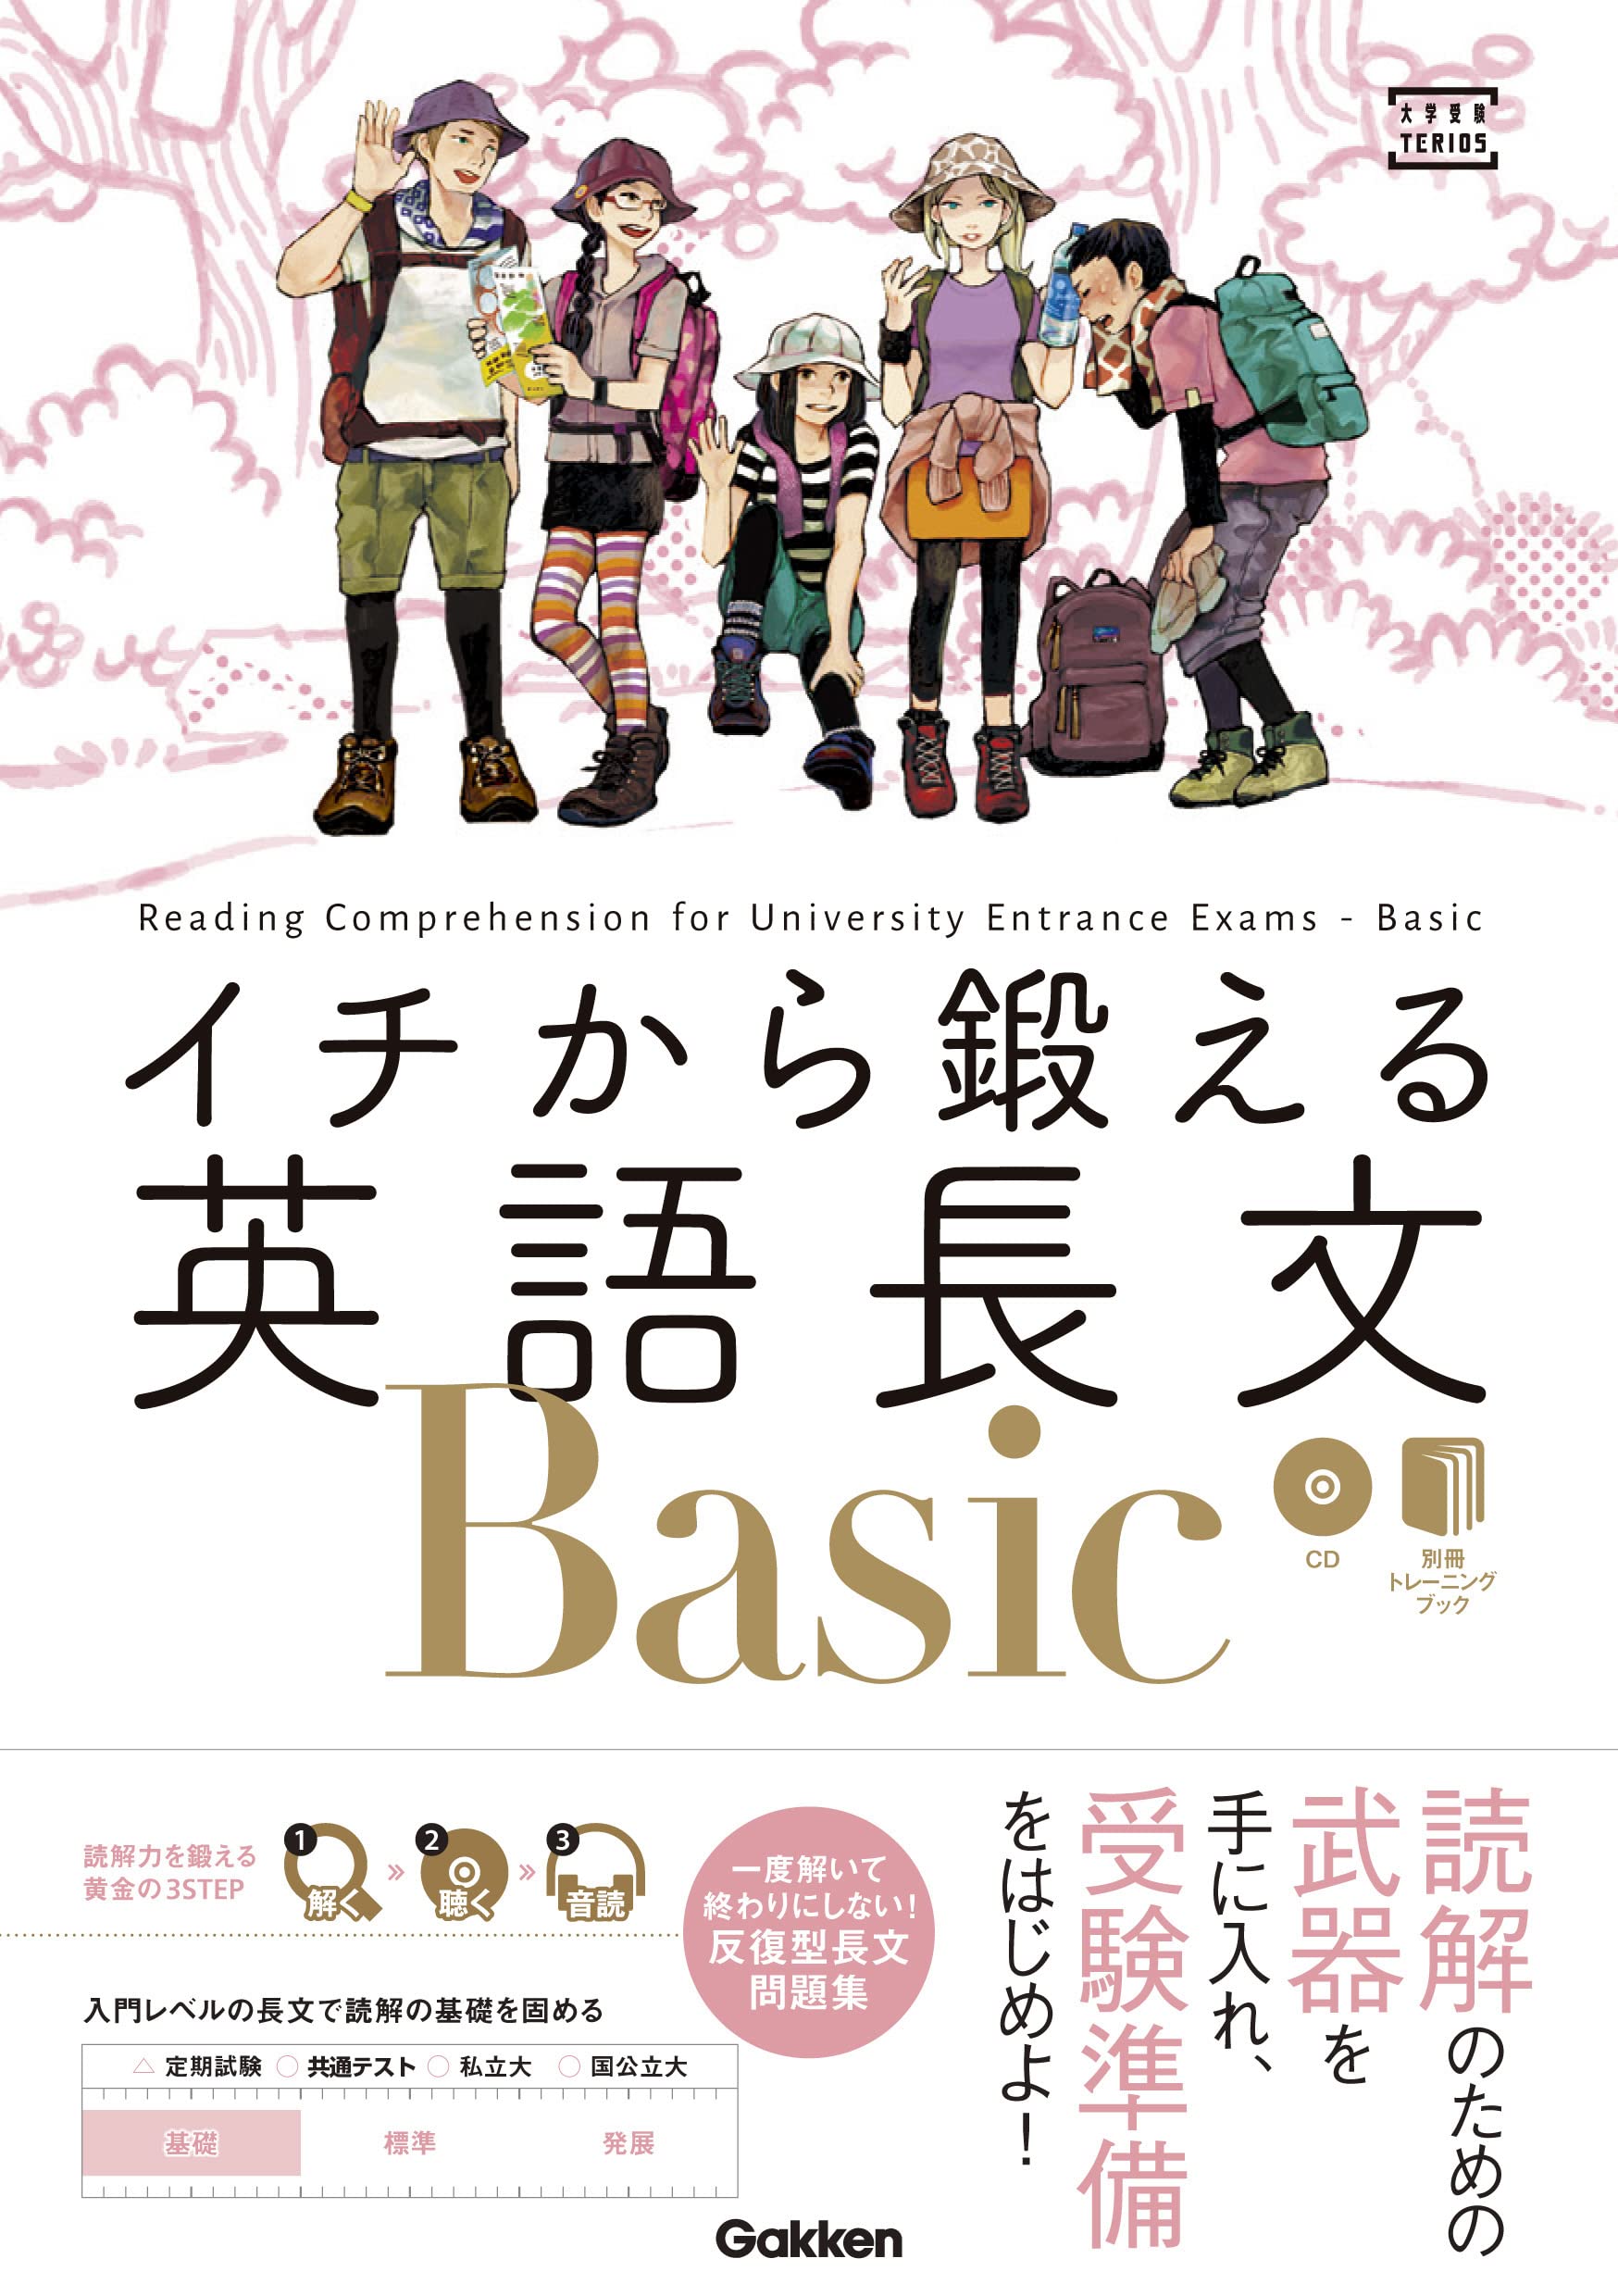 大学受験
TERIOS
Reading Comprehension for University Entrance Exams - Basic
イチから鍛える
英語長文
Basic
CD
別冊
トレーニング
ブック
読解のための
武器を
手に入れ、
受験準備
をはじめよ！
読解力を鍛える
黄金の3STEP
1
解く
»
2
聴く
»
3
音読
一度解いて
終わりにしない！
反復型長文
問題集
入門レベルの長文で読解の基礎を固める
△ 定期試験 ○ 共通テスト ○ 私立大 ○ 国公立大
基礎 標準 発展
Gakken